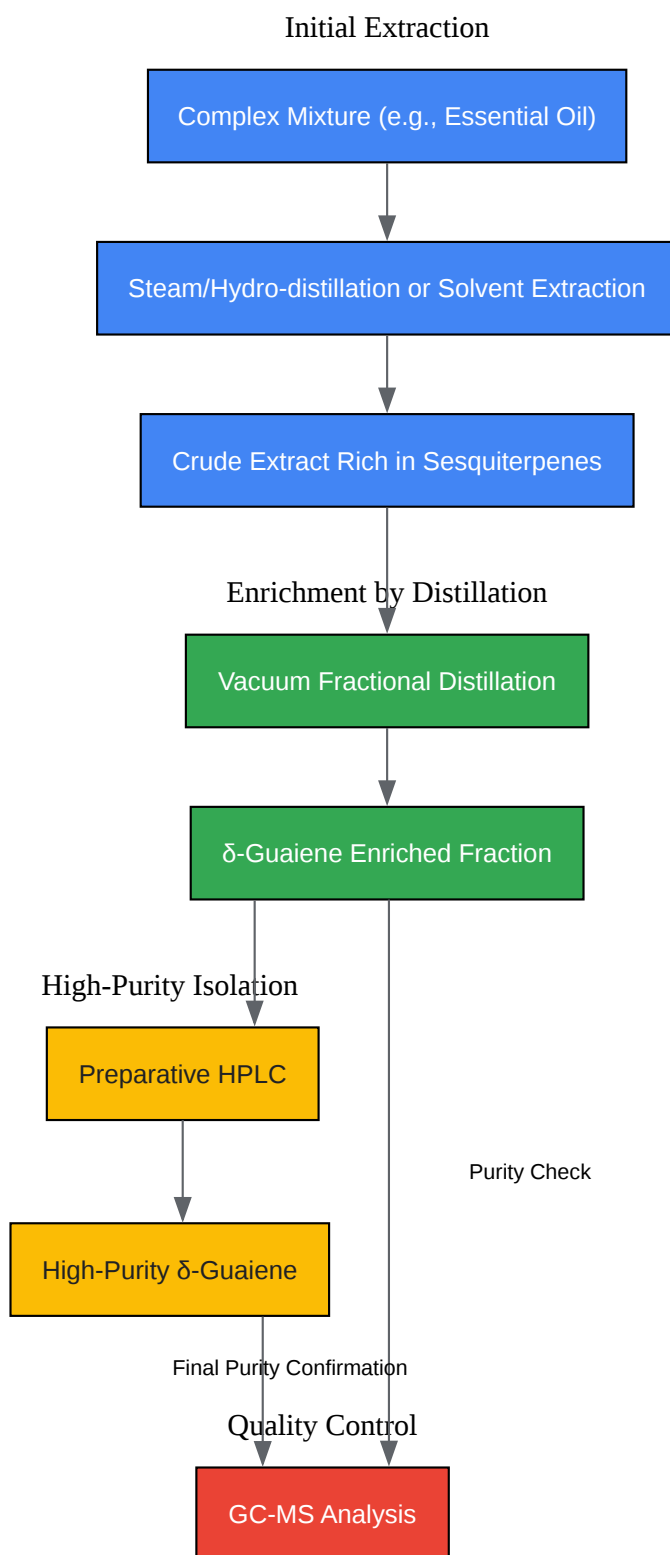 Initial Extraction
Complex Mixture (e.g., Essential Oil)
Steam/Hydro-distillation or Solvent Extraction
Crude Extract Rich in Sesquiterpenes
Enrichment by Distillation
Vacuum Fractional Distillation
δ-Guaiene Enriched Fraction
High-Purity Isolation
Preparative HPLC
Purity Check
High-Purity δ-Guaiene
Final Purity Confirmation
Quality Control
GC-MS Analysis